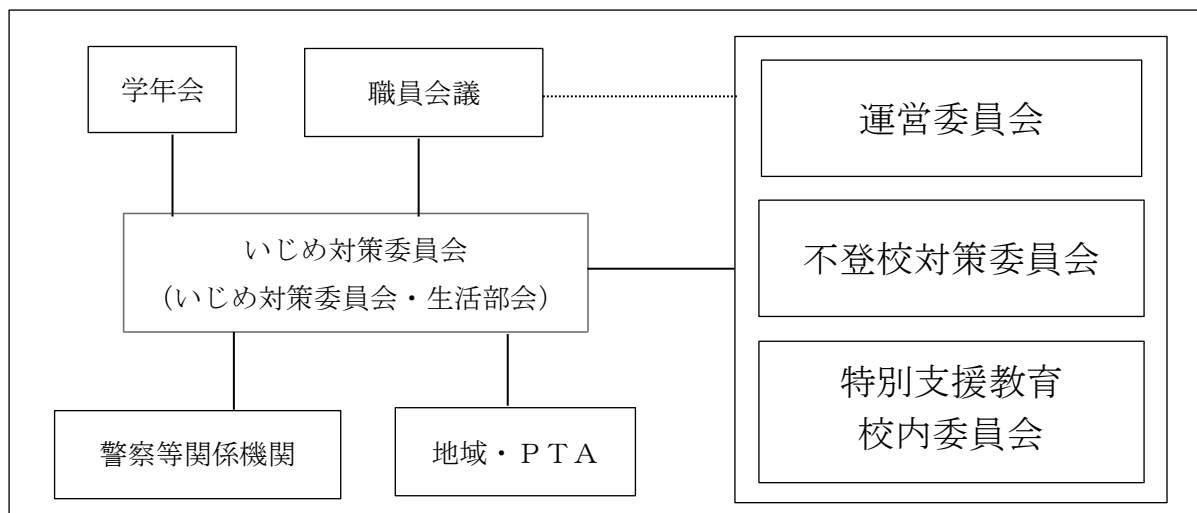 学年会
職員会議
運営委員会
いじめ対策委員会
（いじめ対策委員会・生活部会）
不登校対策委員会
特別支援教育
校内委員会
警察等関係機関
地域・ＰＴＡ